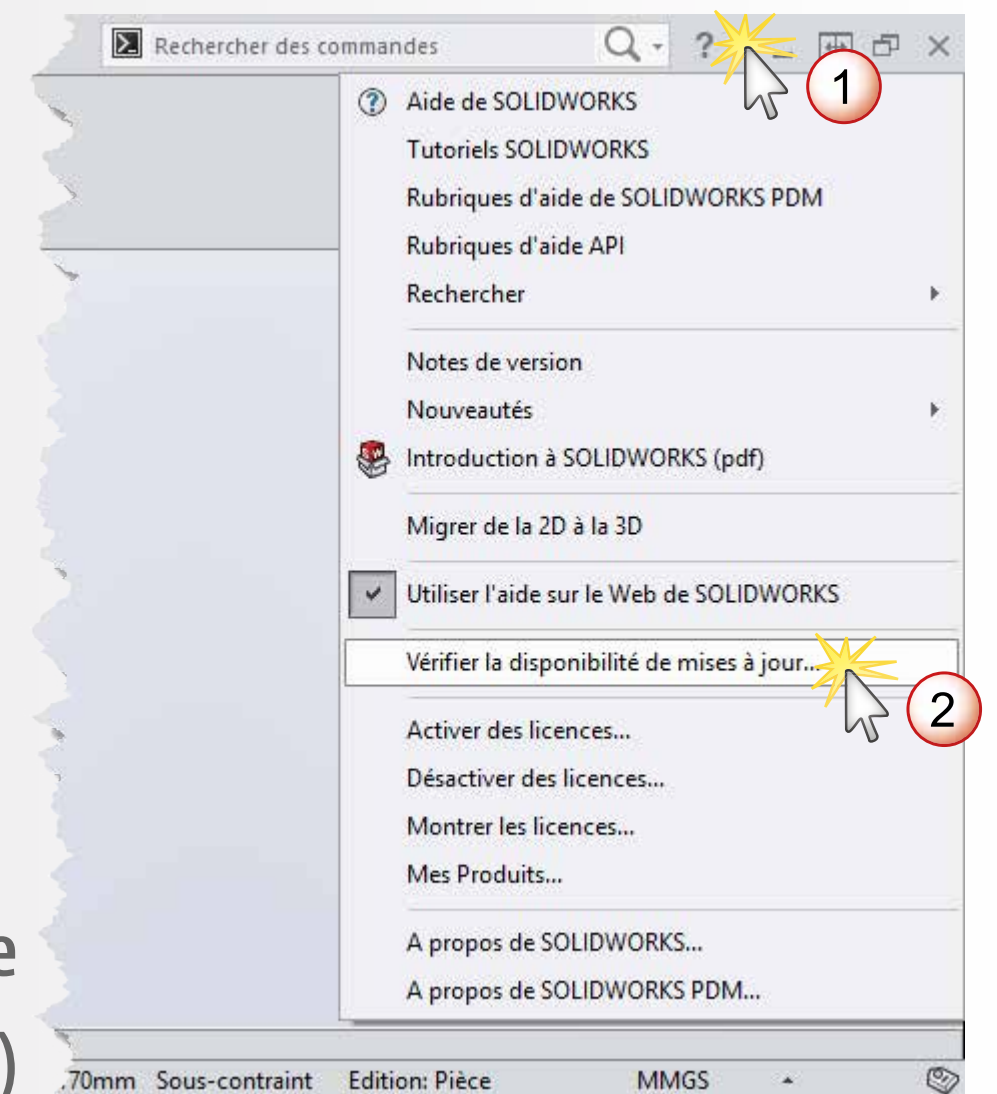 Rechercher des commandes ?
1
Aide de SOLIDWORKS
Tutoriels SOLIDWORKS
Rubriques d'aide de SOLIDWORKS PDM
Rubriques d'aide API
Rechercher
Notes de version
Nouveautés
Introduction à SOLIDWORKS (pdf)
Migrer de la 2D à la 3D
Utiliser l'aide sur le Web de SOLIDWORKS
Vérifier la disponibilité de mises à jour...
2
Activer des licences...
Désactiver des licences...
Montrer les licences...
Mes Produits...
e
A propos de SOLIDWORKS...
A propos de SOLIDWORKS PDM...
)
.70mm Sous-contraint Edition: Pièce MMGS